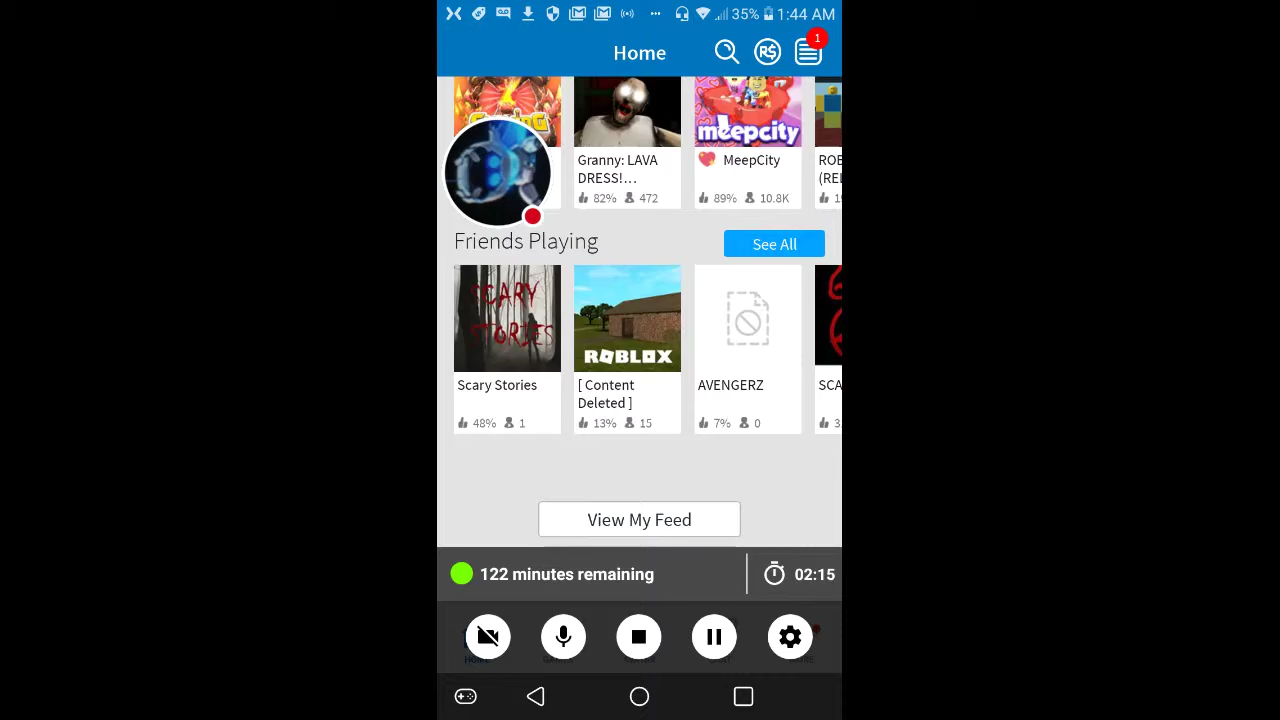 35% 1:44 AM
Home
R$
1
meepcity
Granny: LAVA
DRESS!...
82% 472
MeepCity
89% 10.8K
Friends Playing
See All
SCARY
STORIES
Scary Stories
48% 1
ROBLOX
[ Content
Deleted ]
13% 15
AVENGERZ
7% 0
View My Feed
122 minutes remaining
02:15